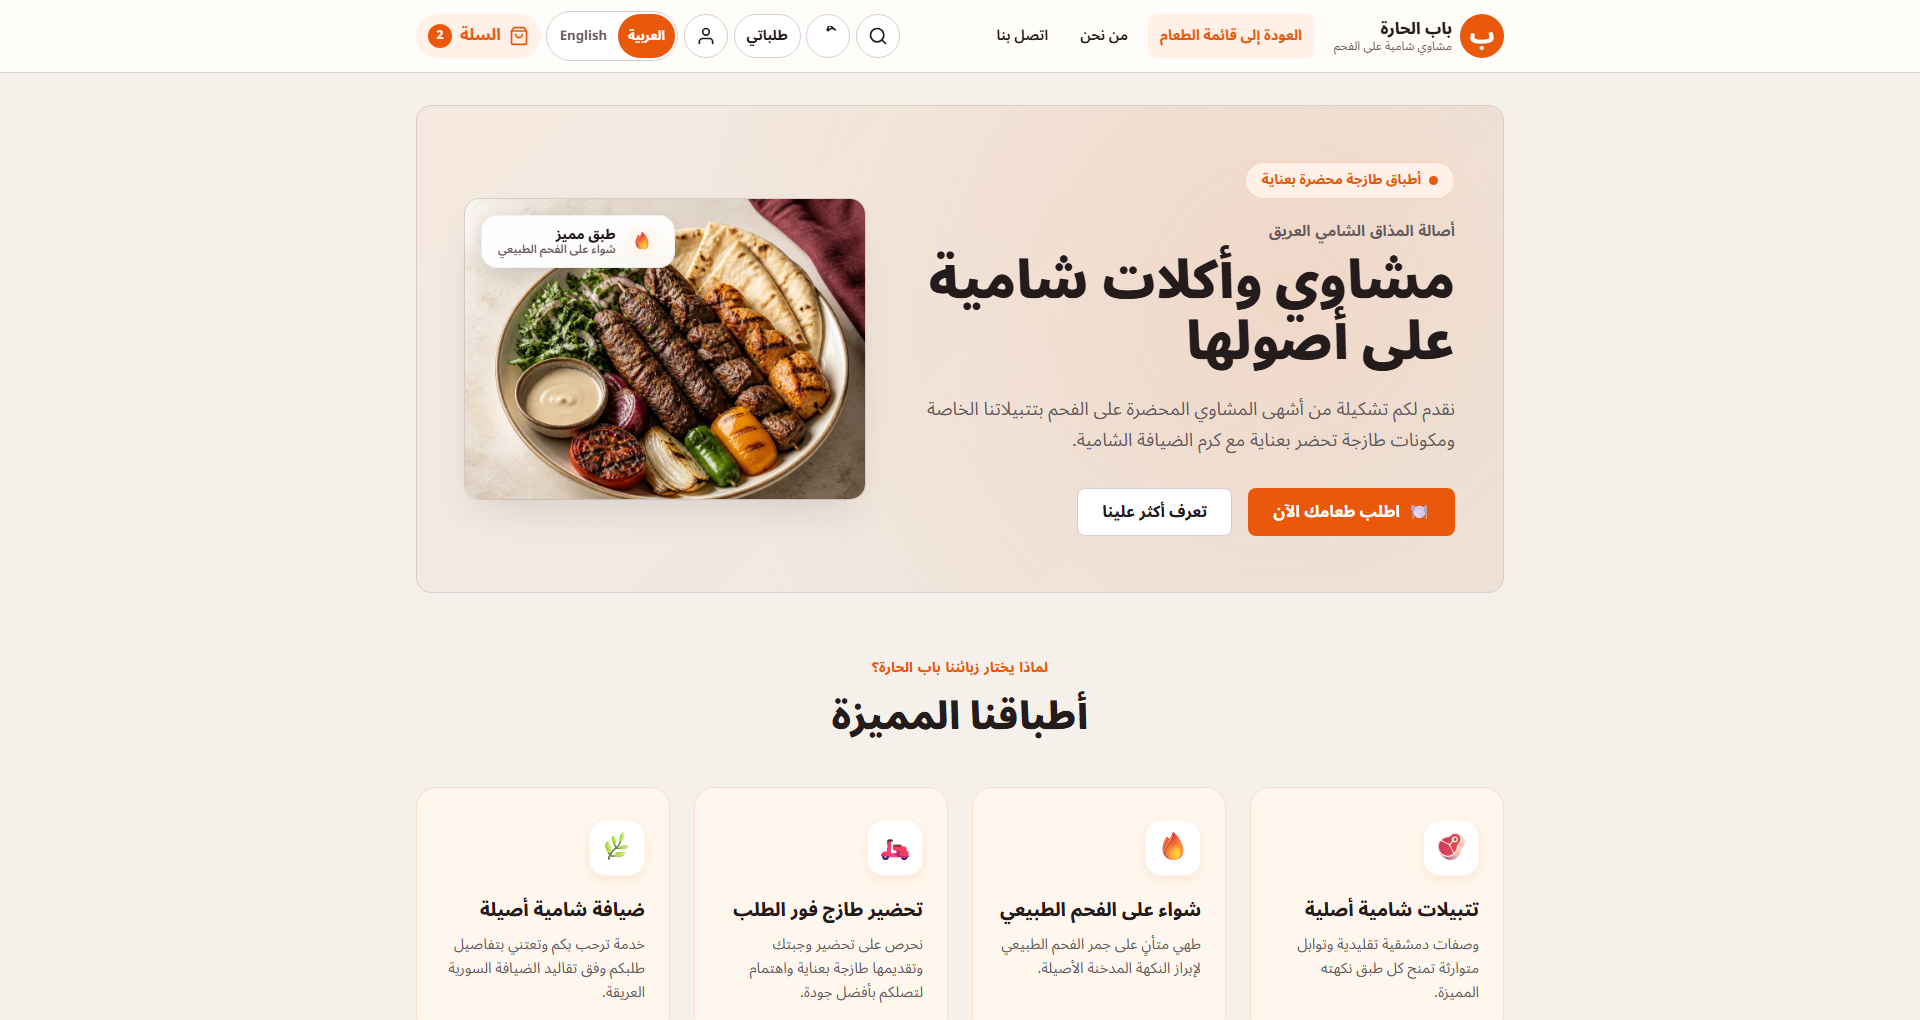 ب
باب الحارة
مشاوي شامية على الفحم
العودة إلى قائمة الطعام
من نحن
اتصل بنا
طلباتي
العربية
English
السلة
2
أطباق طازجة محضرة بعناية
أصالة المذاق الشامي العريق
مشاوي وأكلات شامية
على أصولها
نقدم لكم تشكيلة من أشهى المشاوي المحضرة على الفحم بتتبيلاتنا الخاصة
ومكونات طازجة تحضر بعناية مع كرم الضيافة الشامية.
اطلب طعامك الآن
تعرف أكثر علينا
طبق مميز
شواء على الفحم الطبيعي
لماذا يختار زبائننا باب الحارة؟
أطباقنا المميزة
تتبيلات شامية أصلية
وصفات دمشقية تقليدية وتوابل
متوارثة تمنح كل طبق نكهته
المميزة.
شواء على الفحم الطبيعي
طهي متأنٍ على جمر الفحم الطبيعي
لإبراز النكهة المدخنة الأصيلة.
تحضير طازج فور الطلب
نحرص على تحضير وجبتك
وتقديمها طازجة بعناية واهتمام
لتصلكم بأفضل جودة.
ضيافة شامية أصيلة
خدمة ترحب بكم وتعتني بتفاصيل
طلبكم وفق تقاليد الضيافة السورية
العريقة.